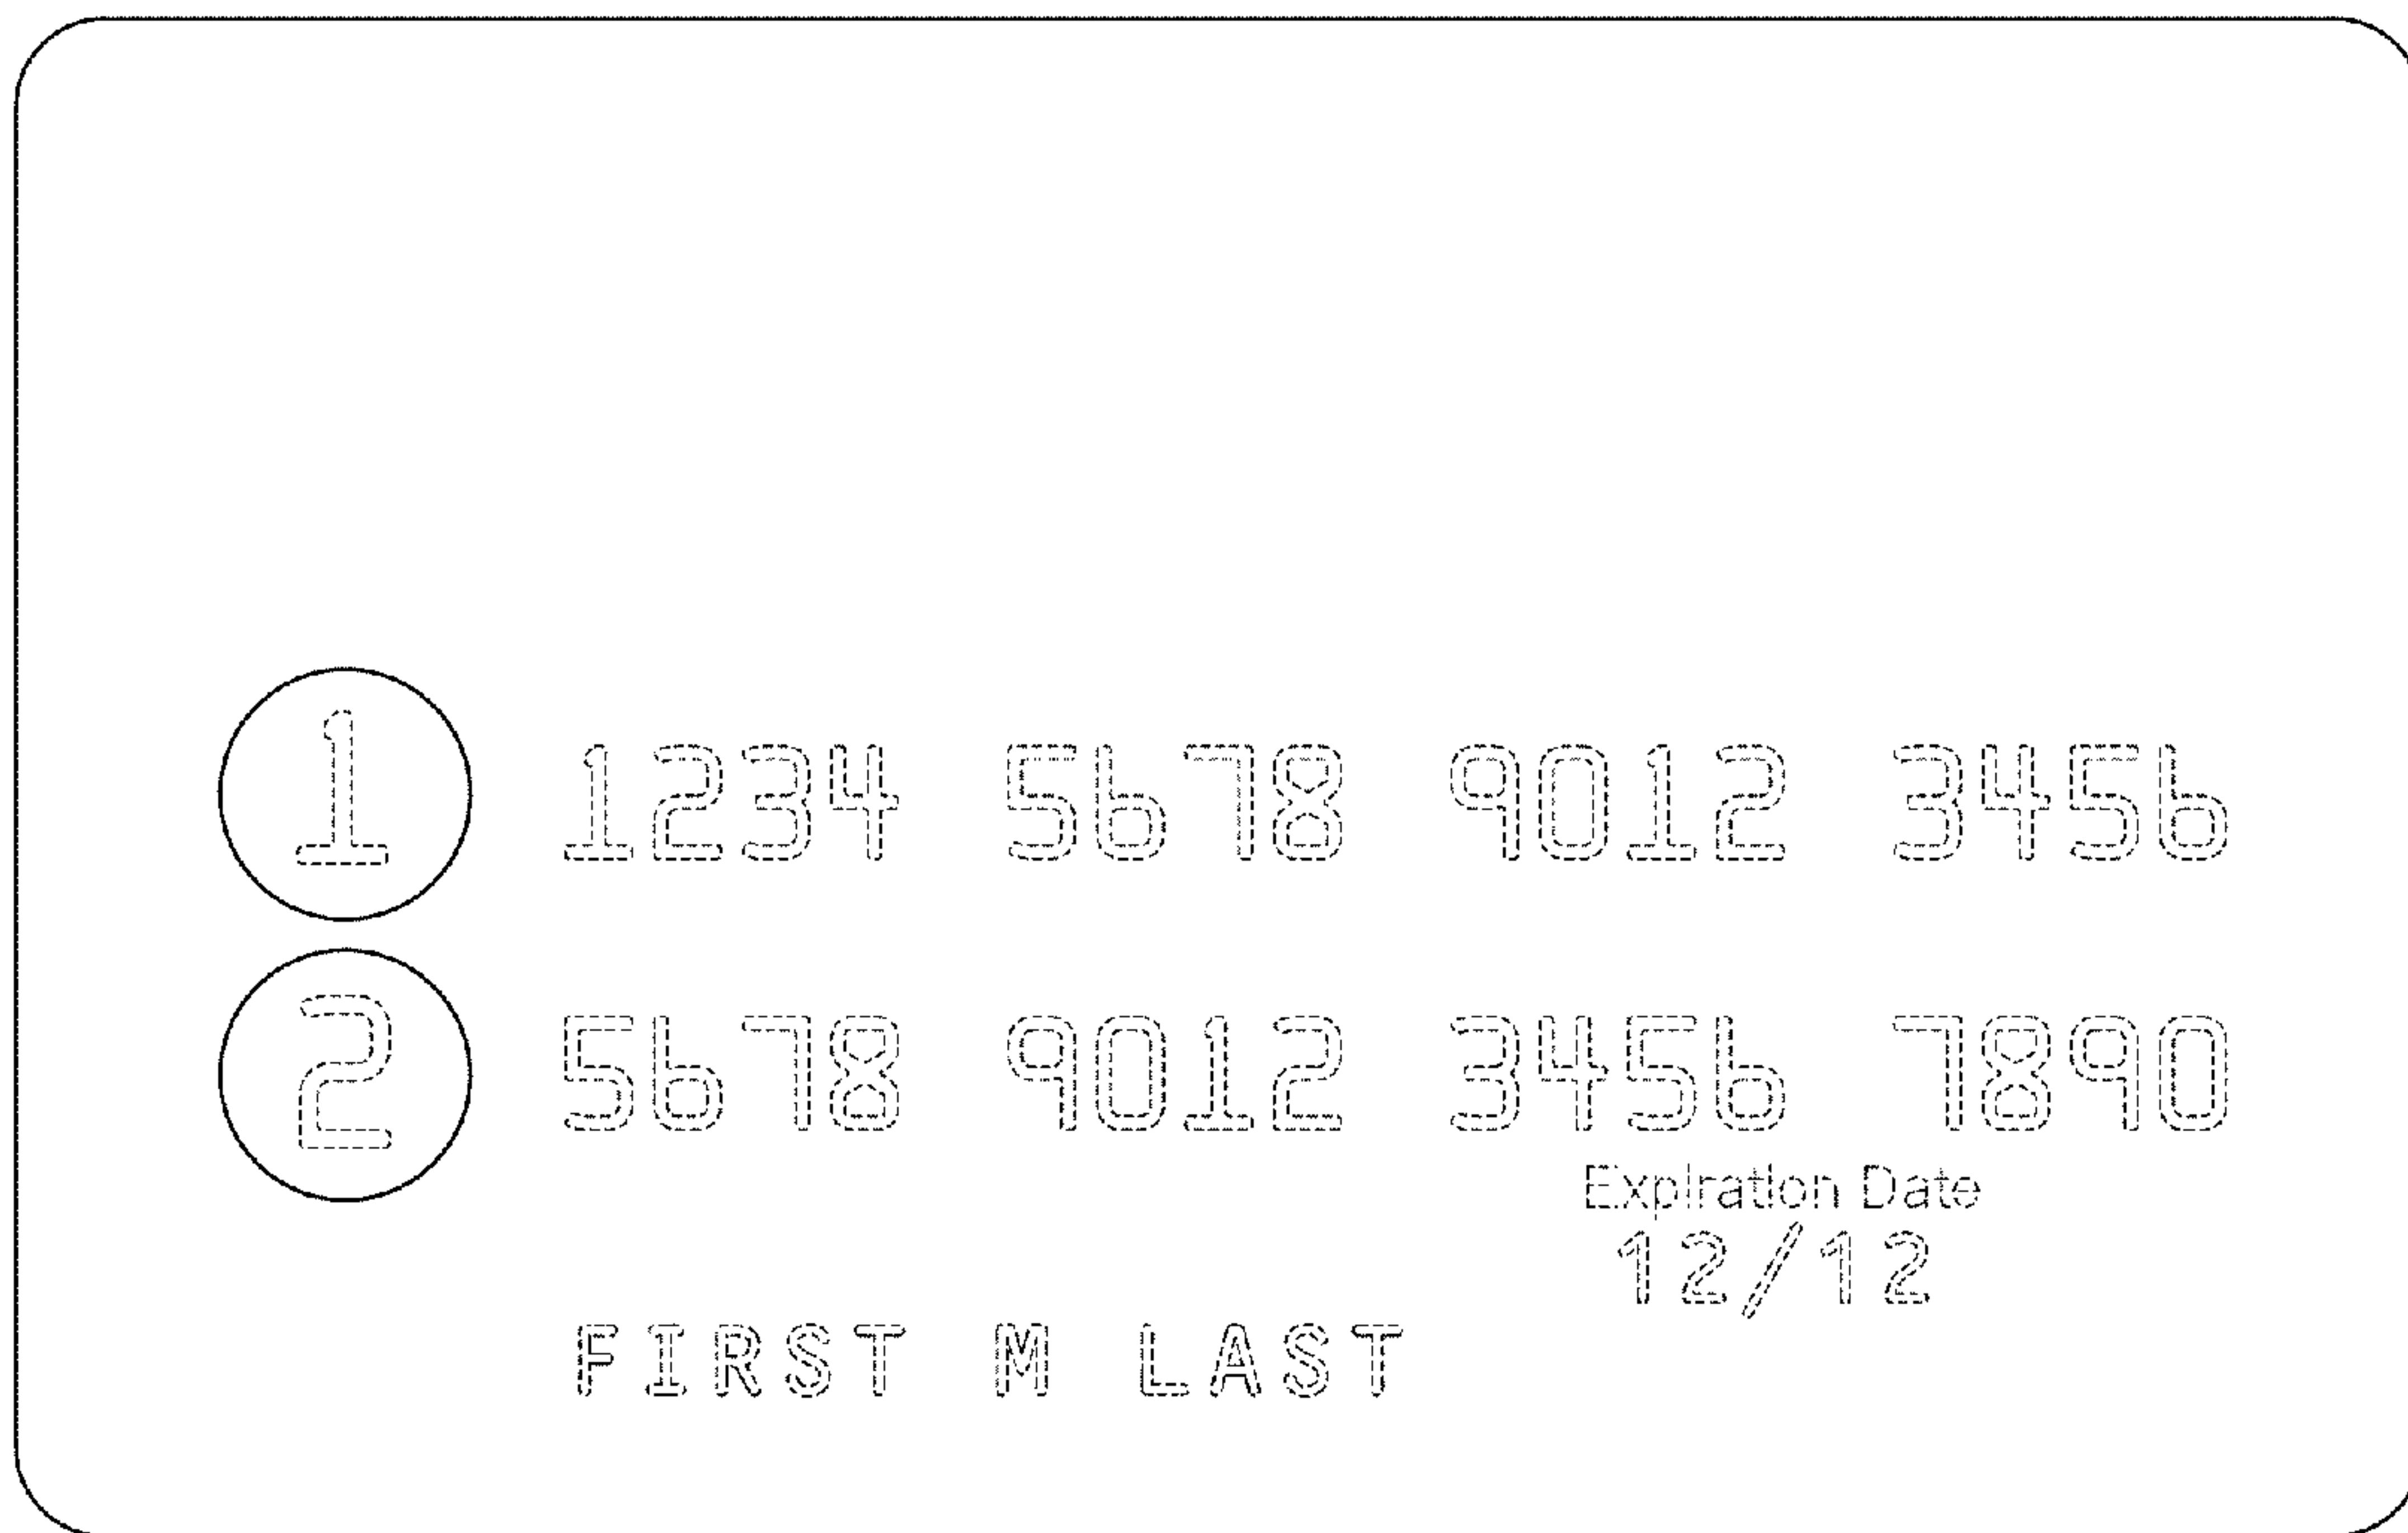 1 1234 5678 9012 3456
2 5678 9012 3456 7890
Expiration Date
12/12
FIRST M LAST